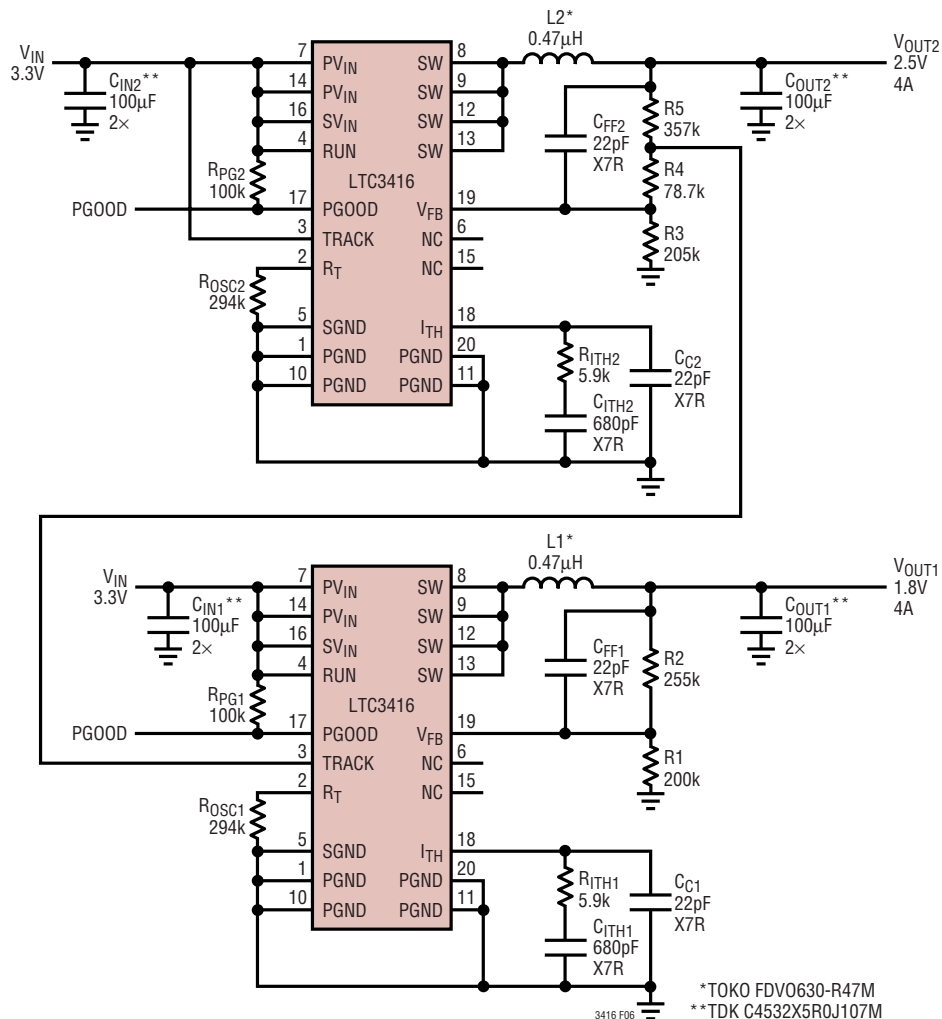 L2*
0.47µH
VIN
3.3V
CIN2**
100µF
2×
7
PVIN
14
PVIN
16
SVIN
4
RUN
RPG2
100k
PGOOD
17
PGOOD
3
TRACK
2
RT
ROSC2
294k
5
SGND
1
PGND
10
PGND
LTC3416
SW
8
SW
9
SW
12
SW
13
VFB
19
NC
6
NC
15
ITH
18
PGND
20
PGND
11
CFF2
22pF
X7R
R5
357k
R4
78.7k
R3
205k
COUT2**
100µF
2×
VOUT2
2.5V
4A
RITH2
5.9k
CITH2
680pF
X7R
CC2
22pF
X7R
L1*
0.47µH
VIN
3.3V
CIN1**
100µF
2×
7
PVIN
14
PVIN
16
SVIN
4
RUN
RPG1
100k
PGOOD
17
PGOOD
3
TRACK
2
RT
ROSC1
294k
5
SGND
1
PGND
10
PGND
LTC3416
SW
8
SW
9
SW
12
SW
13
VFB
19
NC
6
NC
15
ITH
18
PGND
20
PGND
11
CFF1
22pF
X7R
R2
255k
R1
200k
COUT1**
100µF
2×
VOUT1
1.8V
4A
RITH1
5.9k
CITH1
680pF
X7R
CC1
22pF
X7R
3416 F06
*TOKO FDVO630-R47M
**TDK C4532X5R0J107M